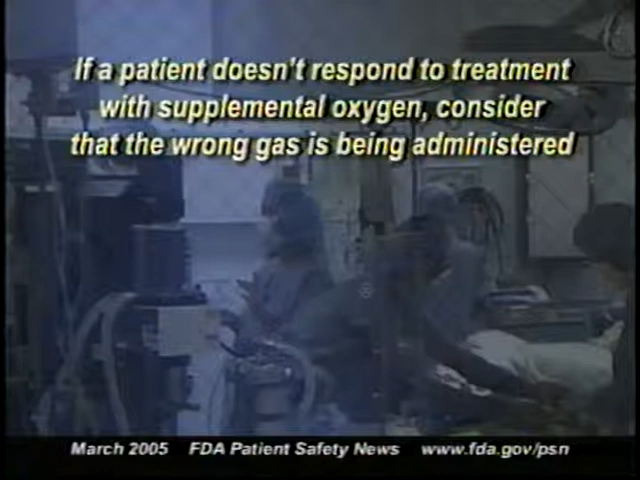 If a patient doesn't respond to treatment
with supplemental oxygen, consider
that the wrong gas is being administered
March 2005 FDA Patient Safety News www.fda.gov/psn